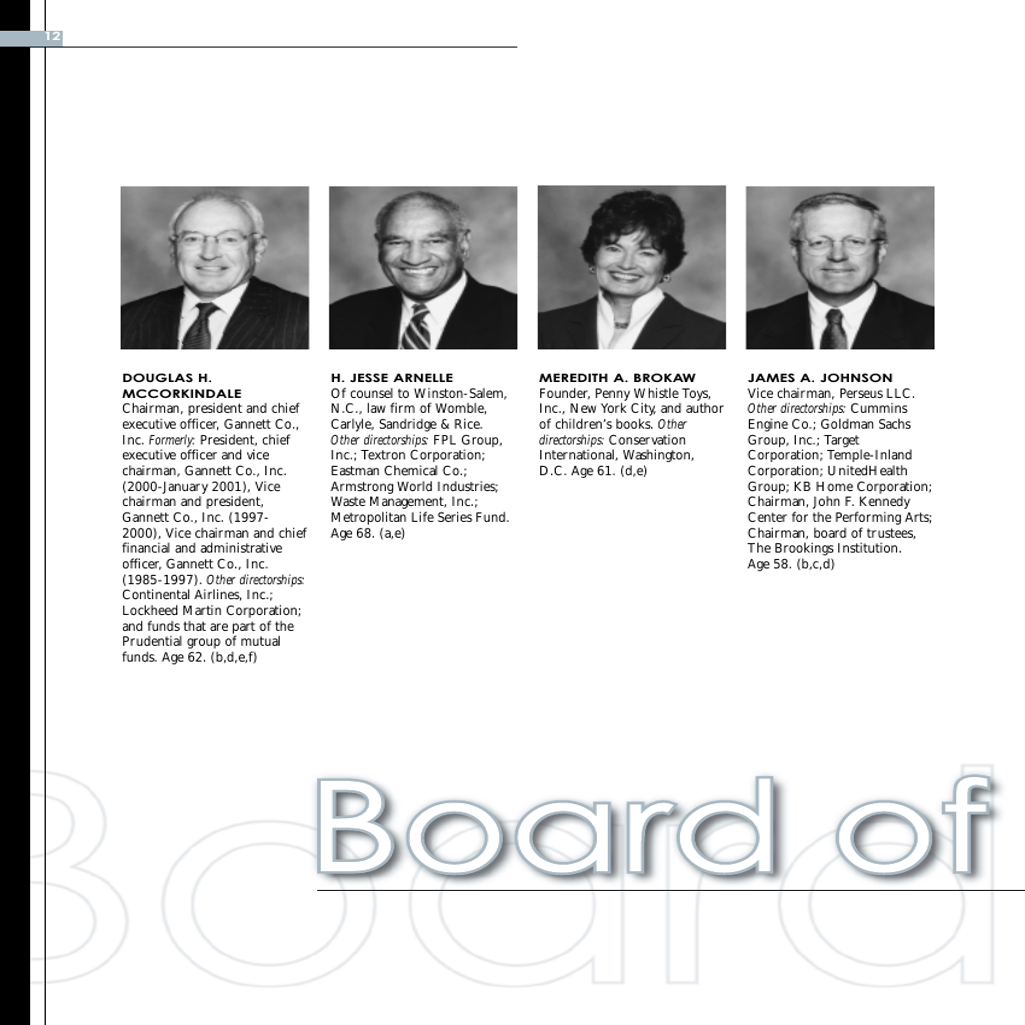 12
DOUGLAS H.
MCCORKINDALE
Chairman, president and chief
executive officer, Gannett Co.,
Inc. Formerly: President, chief
executive officer and vice
chairman, Gannett Co., Inc.
(2000-January 2001), Vice
chairman and president,
Gannett Co., Inc. (1997-
2000), Vice chairman and chief
financial and administrative
officer, Gannett Co., Inc.
(1985-1997). Other directorships:
Continental Airlines, Inc.;
Lockheed Martin Corporation;
and funds that are part of the
Prudential group of mutual
funds. Age 62. (b,d,e,f)
H. JESSE ARNELLE
Of counsel to Winston-Salem,
N.C., law firm of Womble,
Carlyle, Sandridge & Rice.
Other directorships: FPL Group,
Inc.; Textron Corporation;
Eastman Chemical Co.;
Armstrong World Industries;
Waste Management, Inc.;
Metropolitan Life Series Fund.
Age 68. (a,e)
MEREDITH A. BROKAW
Founder, Penny Whistle Toys,
Inc., New York City, and author
of children's books. Other
directorships: Conservation
International, Washington,
D.C. Age 61. (d,e)
JAMES A. JOHNSON
Vice chairman, Perseus LLC.
Other directorships: Cummins
Engine Co.; Goldman Sachs
Group, Inc.; Target
Corporation; Temple-Inland
Corporation; UnitedHealth
Group; KB Home Corporation;
Chairman, John F. Kennedy
Center for the Performing Arts;
Chairman, board of trustees,
The Brookings Institution.
Age 58. (b,c,d)
Board of
Board